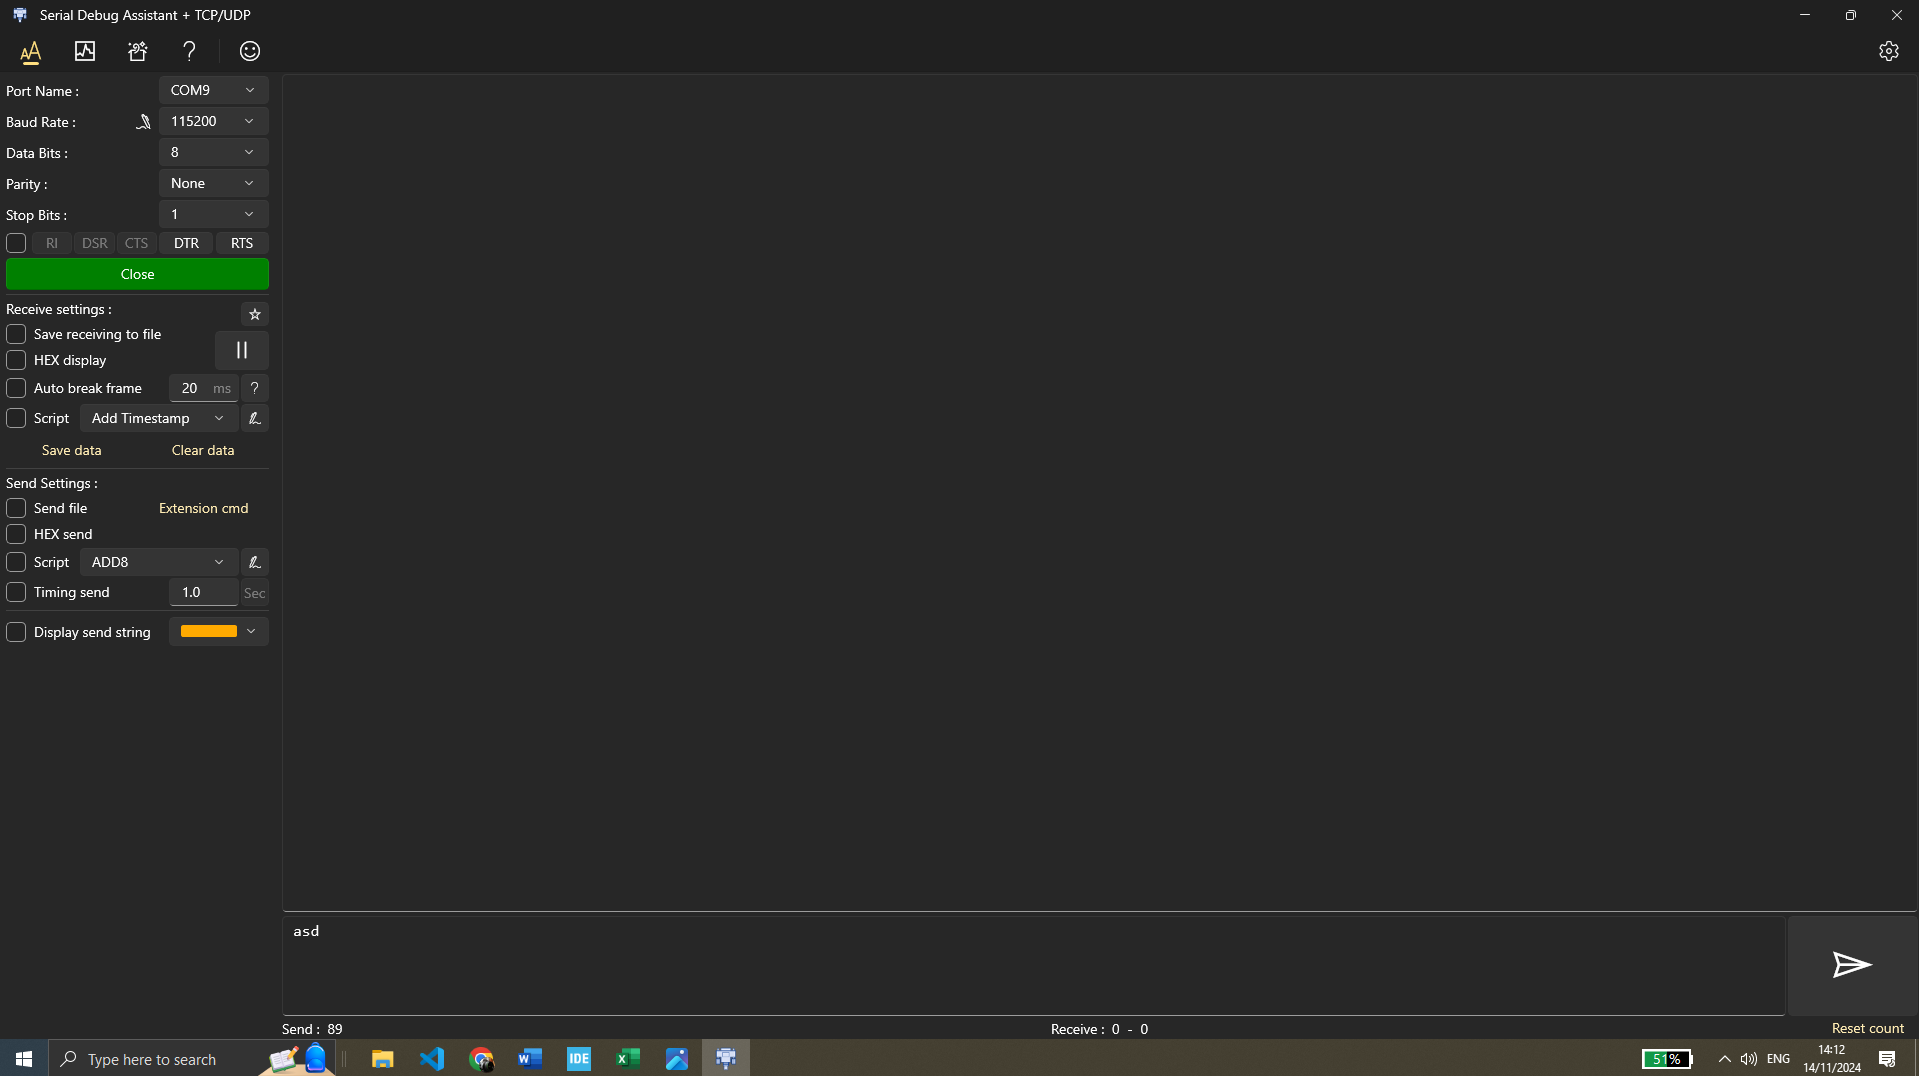 Serial Debug Assistant + TCP/UDP
Port Name : COM9
Baud Rate : 115200
Data Bits : 8
Parity : None
Stop Bits : 1
RI DSR CTS DTR RTS
Close
Receive settings :
Save receiving to file
HEX display
Auto break frame 20 ms ?
Script Add Timestamp
Save data Clear data
Send Settings :
Send file Extension cmd
HEX send
Script ADD8
Timing send 1.0 Sec
Display send string
asd
Send : 89 Receive : 0 - 0 Reset count
Type here to search IDE 51% ENG 14:12
14/11/2024